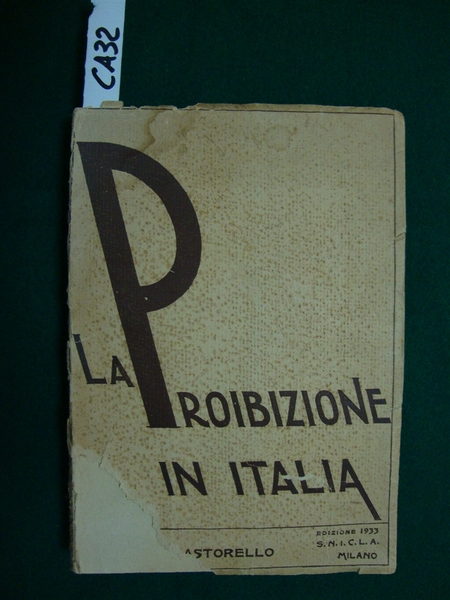 CA32
LA PROIBIZIONE
IN ITALIA
EDIZIONE 1933
S.N.I.C.L.A.
ASTORELLO MILANO